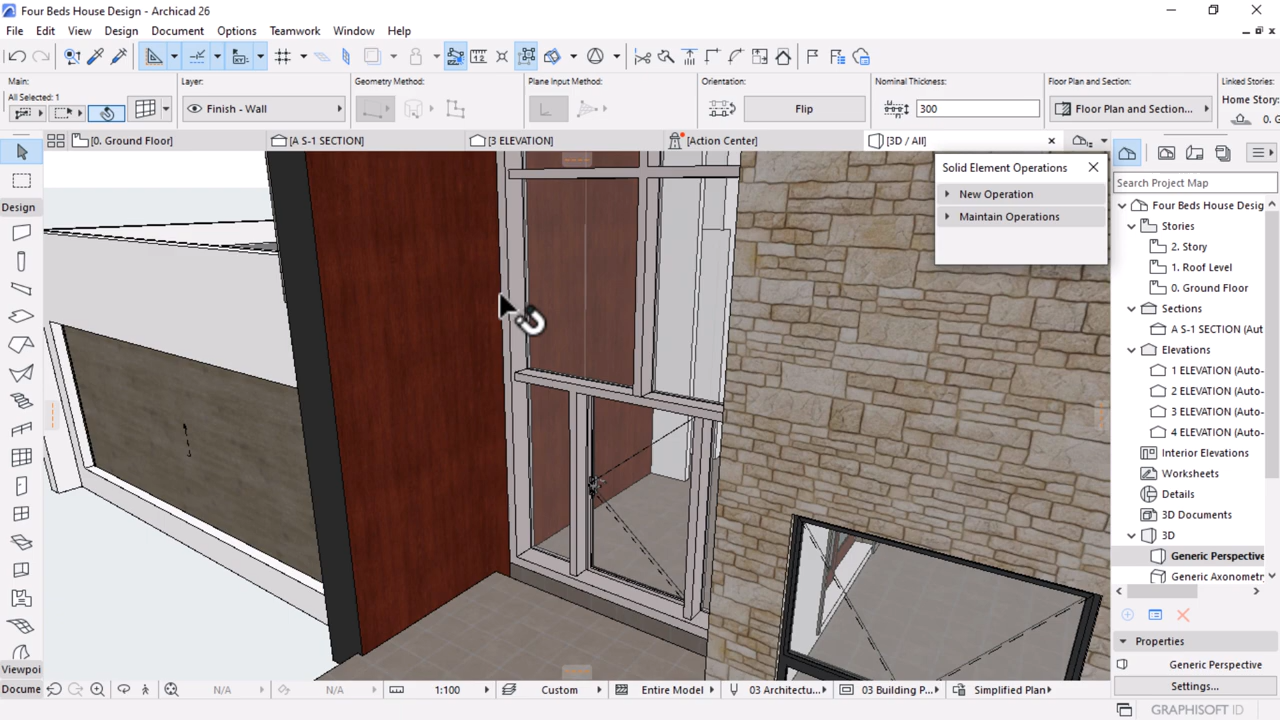 Four Beds House Design - Archicad 26
File Edit View Design Document Options Teamwork Window Help
Main: Layer: Geometry Method: Plane Input Method: Orientation: Nominal Thickness: Floor Plan and Section: Linked Stories:
All Selected: 1 Home Story:
Finish - Wall Flip 300 Floor Plan and Section... 0. G
[0. Ground Floor] [A S-1 SECTION] [3 ELEVATION] [Action Center] [3D / All]
Solid Element Operations
New Operation
Maintain Operations
Design
Viewpoi
Docume
Search Project Map
Four Beds House Desig
Stories
2. Story
1. Roof Level
0. Ground Floor
Sections
A S-1 SECTION (Aut
Elevations
1 ELEVATION (Auto-
2 ELEVATION (Auto-
3 ELEVATION (Auto-
4 ELEVATION (Auto-
Interior Elevations
Worksheets
Details
3D Documents
3D
Generic Perspective
Generic Axonometr
Properties
Generic Perspective
Settings...
N/A N/A 1:100 Custom Entire Model 03 Architectu... 03 Building P... Simplified Plan
GRAPHISOFT ID